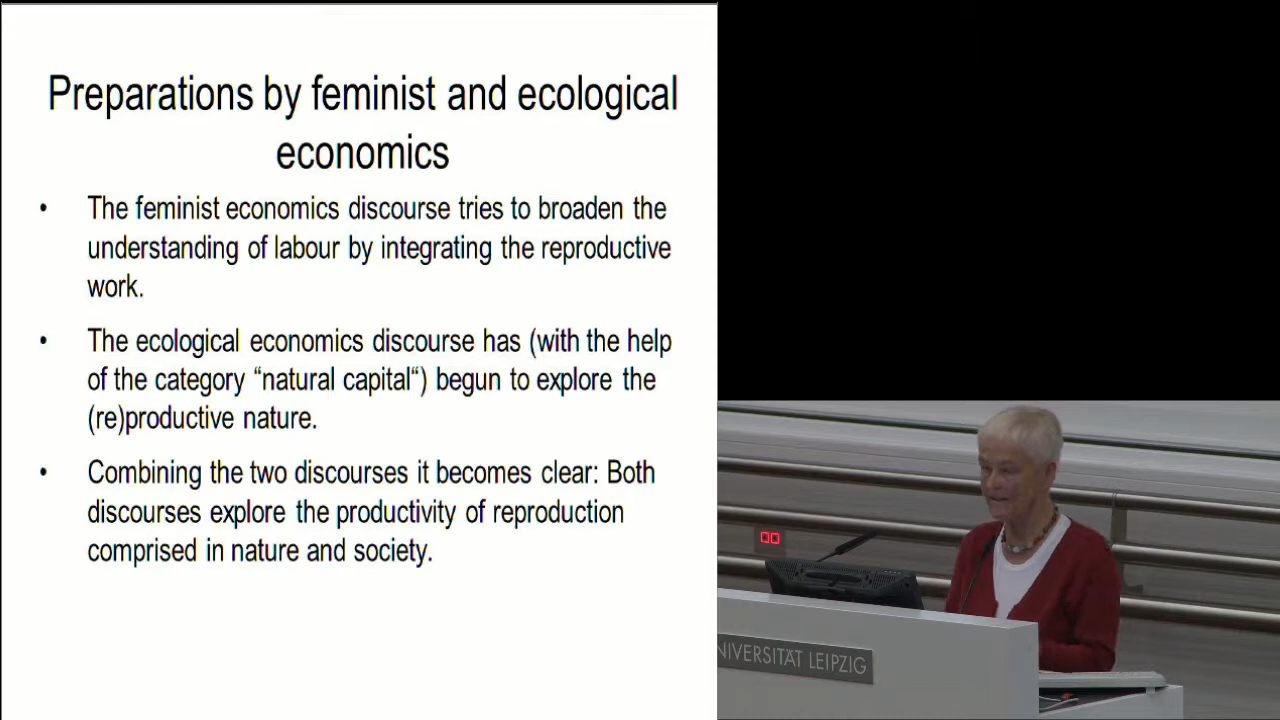 Preparations by feminist and ecological
economics
• The feminist economics discourse tries to broaden the
understanding of labour by integrating the reproductive
work.
• The ecological economics discourse has (with the help
of the category “natural capital“) begun to explore the
(re)productive nature.
• Combining the two discourses it becomes clear: Both
discourses explore the productivity of reproduction
comprised in nature and society.
00
NIVERSITÄT LEIPZIG